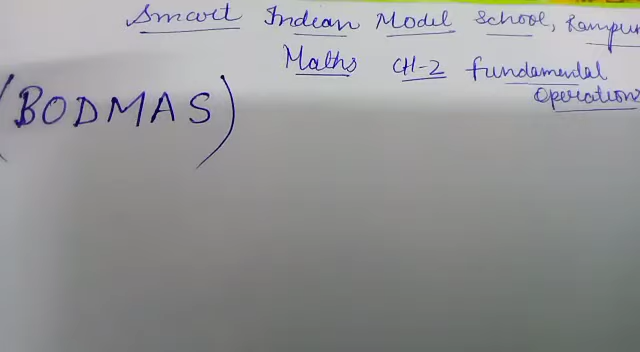 Smart Indian Model School, Rampur
Maths CH-2 fundamental
operations
(BODMAS)